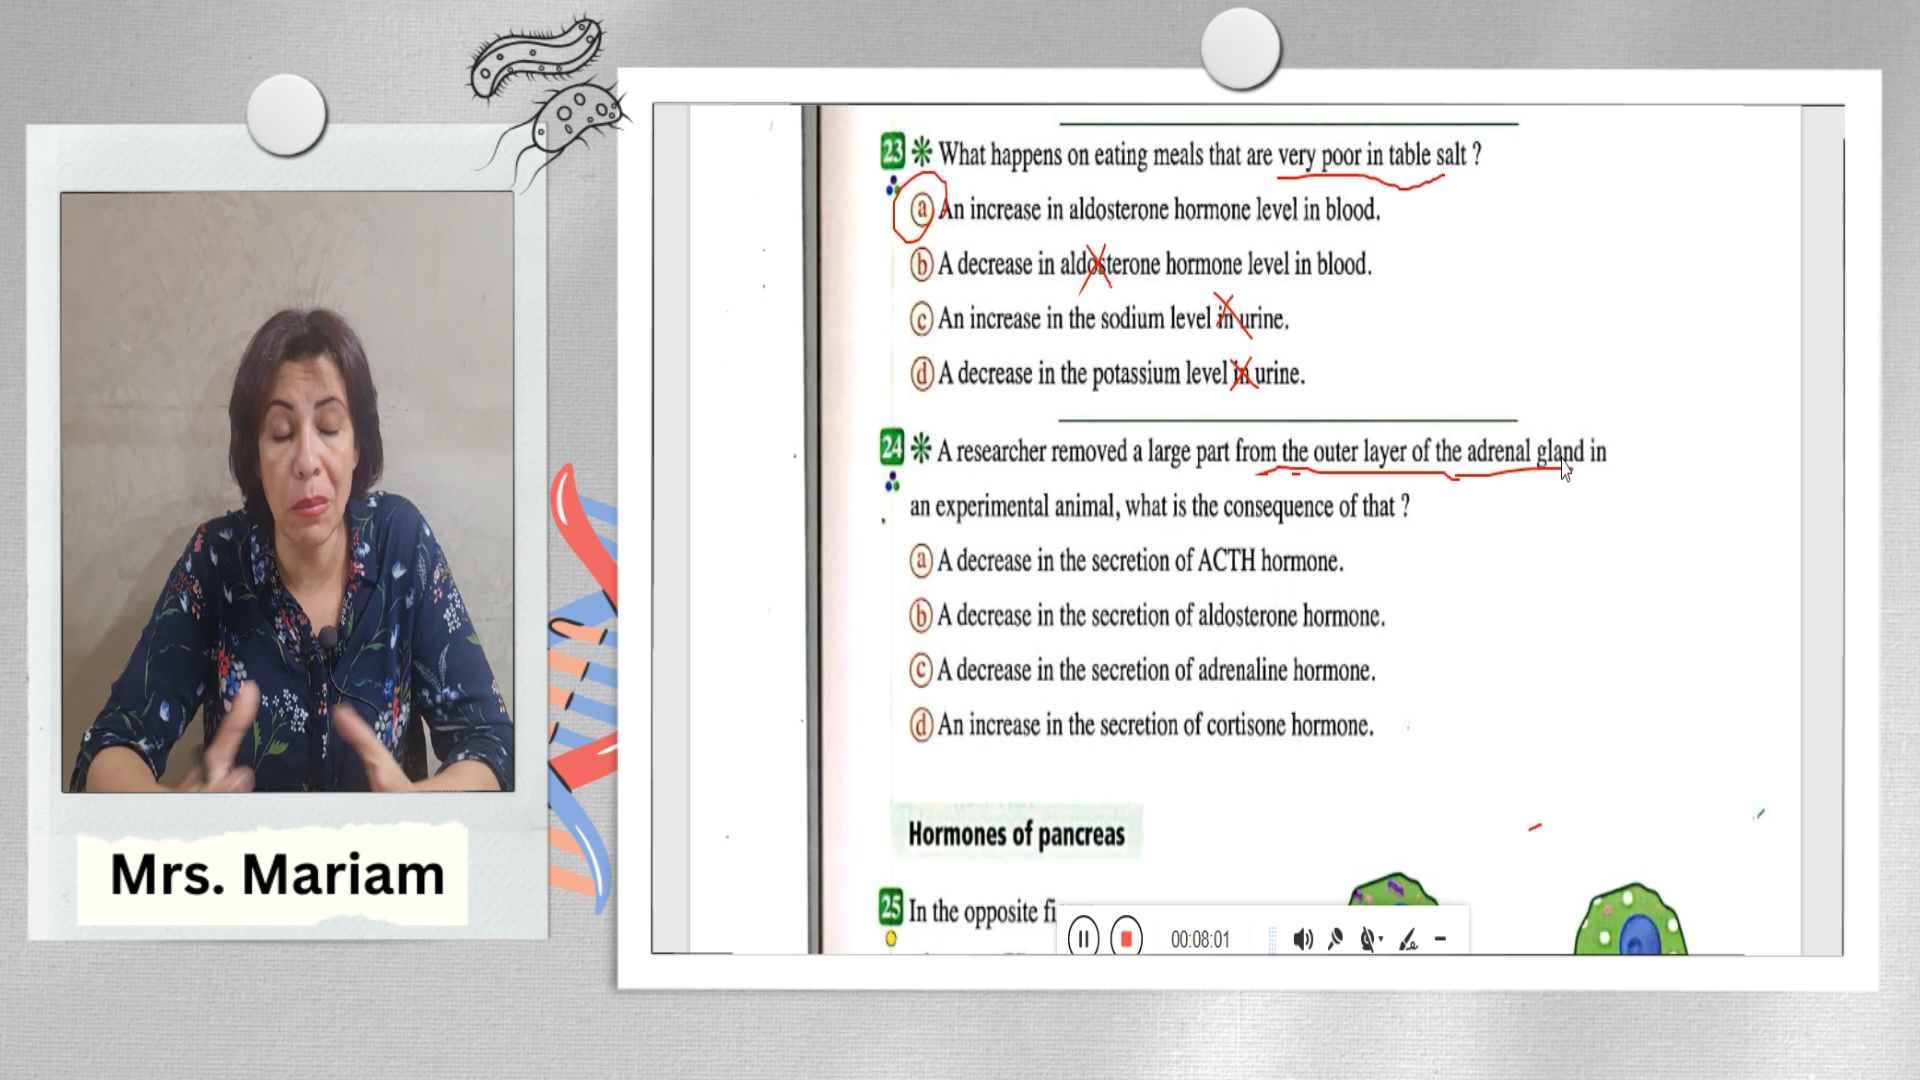 23 What happens on eating meals that are very poor in table salt ?
a An increase in aldosterone hormone level in blood.
b A decrease in aldosterone hormone level in blood.
c An increase in the sodium level in urine.
d A decrease in the potassium level in urine.
24 A researcher removed a large part from the outer layer of the adrenal gland in
an experimental animal, what is the consequence of that ?
a A decrease in the secretion of ACTH hormone.
b A decrease in the secretion of aldosterone hormone.
c A decrease in the secretion of adrenaline hormone.
d An increase in the secretion of cortisone hormone.
Hormones of pancreas
25 In the opposite
00:08:01
Mrs. Mariam